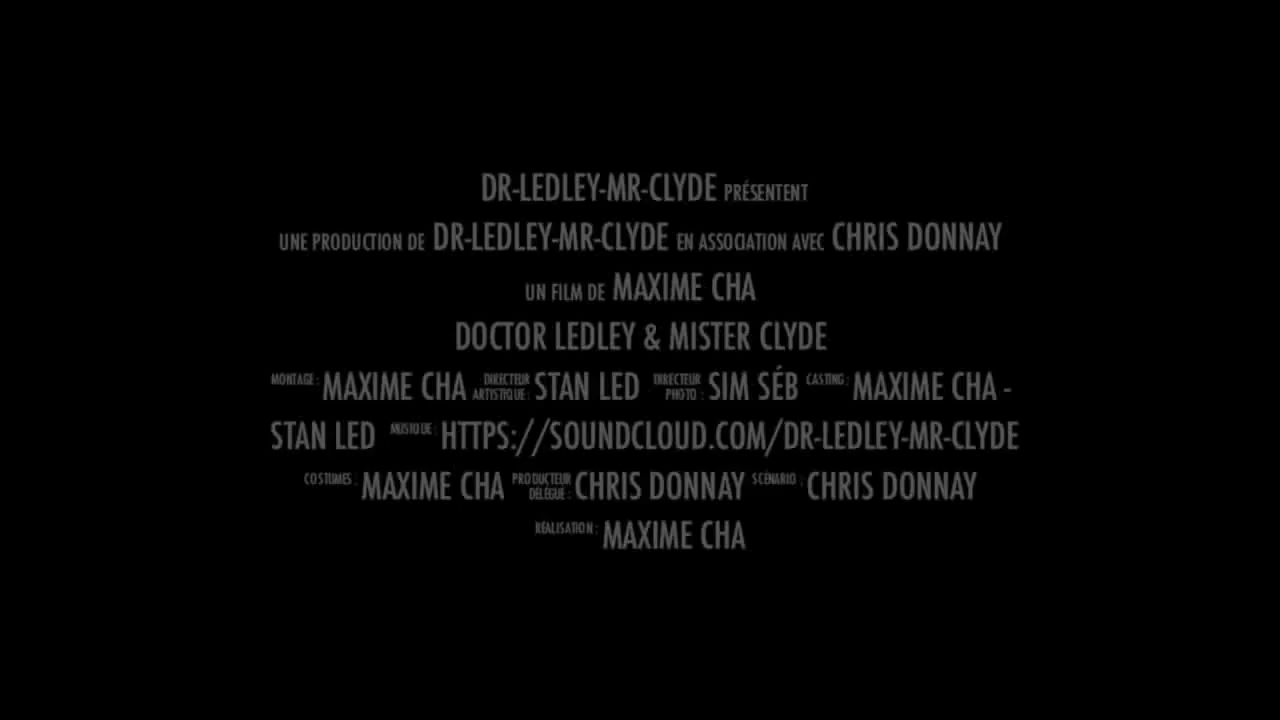 DR-LEDLEY-MR-CLYDE PRÉSENTENT
UNE PRODUCTION DE DR-LEDLEY-MR-CLYDE EN ASSOCIATION AVEC CHRIS DONNAY
UN FILM DE MAXIME CHA
DOCTOR LEDLEY & MISTER CLYDE
MONTAGE : MAXIME CHA DIRECTEUR ARTISTIQUE : STAN LED DIRECTEUR PHOTO : SIM SÉB CASTING : MAXIME CHA -
STAN LED MUSIQUE : HTTPS://SOUNDCLOUD.COM/DR-LEDLEY-MR-CLYDE
COSTUMES : MAXIME CHA PRODUCTEUR DÉLÉGUÉ : CHRIS DONNAY SCÉNARIO : CHRIS DONNAY
RÉALISATION : MAXIME CHA